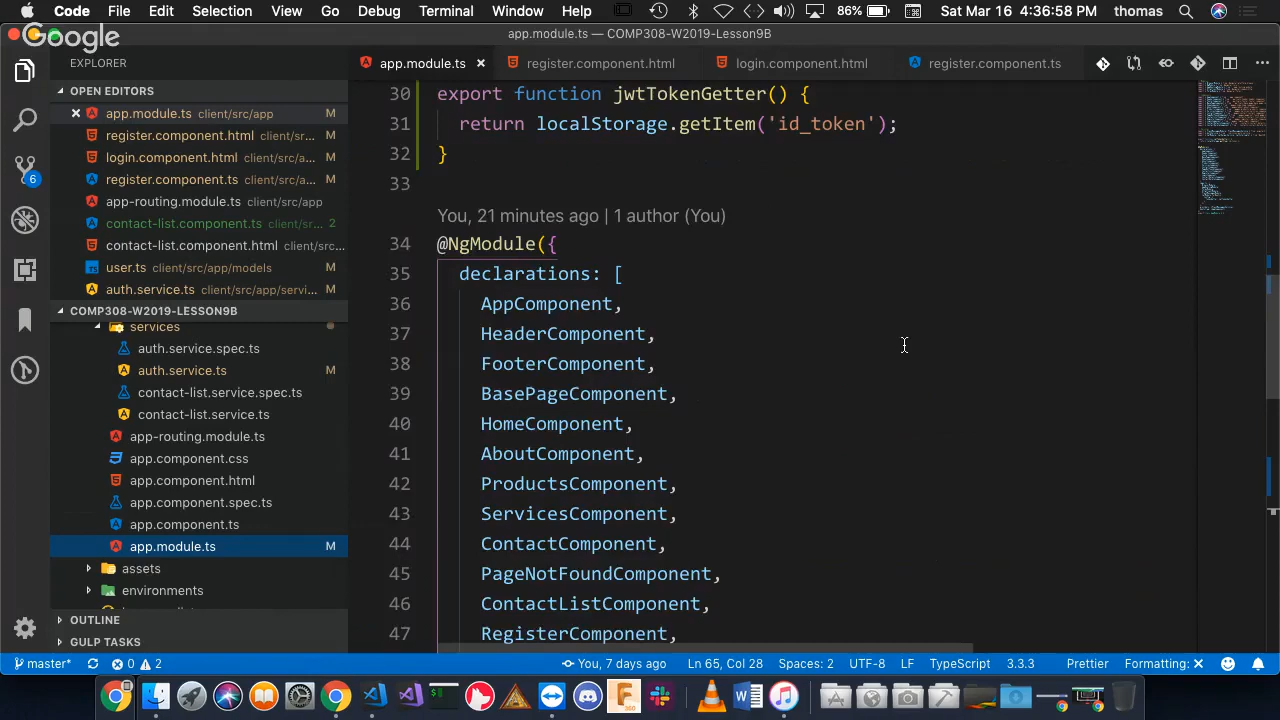 Code File Edit Selection View Go Debug Terminal Window Help 86% Sat Mar 16 4:36:58 PM thomas
Google
app.module.ts — COMP308-W2019-Lesson9B
EXPLORER
app.module.ts
register.component.html
login.component.html
register.component.ts
OPEN EDITORS
app.module.ts client/src/app M
register.component.html client/sr... M
login.component.html client/src/a... M
register.component.ts client/src/a... M
app-routing.module.ts client/src/app
contact-list.component.ts client/sr... 2
contact-list.component.html client/src...
user.ts client/src/app/models M
auth.service.ts client/src/app/servi... M
6
COMP308-W2019-LESSON9B
services
auth.service.spec.ts
auth.service.ts M
contact-list.service.spec.ts
contact-list.service.ts
app-routing.module.ts
app.component.css
app.component.html
app.component.spec.ts
app.component.ts
app.module.ts M
assets
environments
OUTLINE
GULP TASKS
30 export function jwtTokenGetter() {
31 return localStorage.getItem('id_token');
32 }
33
You, 21 minutes ago | 1 author (You)
34 @NgModule({
35 declarations: [
36 AppComponent,
37 HeaderComponent,
38 FooterComponent,
39 BasePageComponent,
40 HomeComponent,
41 AboutComponent,
42 ProductsComponent,
43 ServicesComponent,
44 ContactComponent,
45 PageNotFoundComponent,
46 ContactListComponent,
47 RegisterComponent,
master* 0 2 You, 7 days ago Ln 65, Col 28 Spaces: 2 UTF-8 LF TypeScript 3.3.3 Prettier Formatting: ×